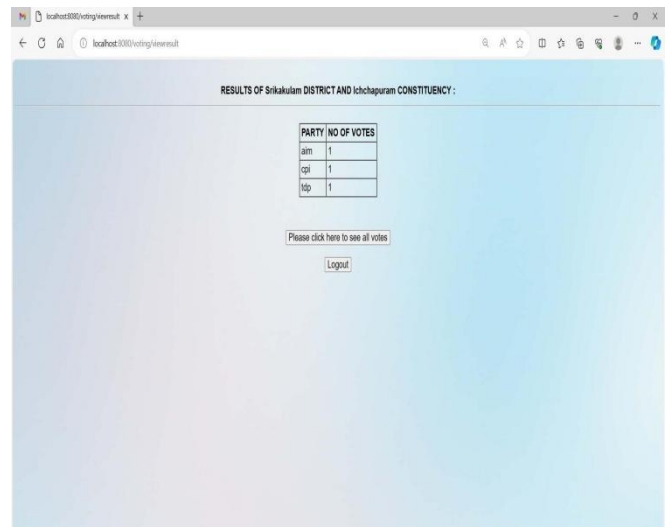 localhost:8080/voting/viewresult
localhost:8080/voting/viewresult
RESULTS OF Srikakulam DISTRICT AND Ichchapuram CONSTITUENCY :
PARTY NO OF VOTES
aim 1
cpi 1
tdp 1
Please click here to see all votes
Logout